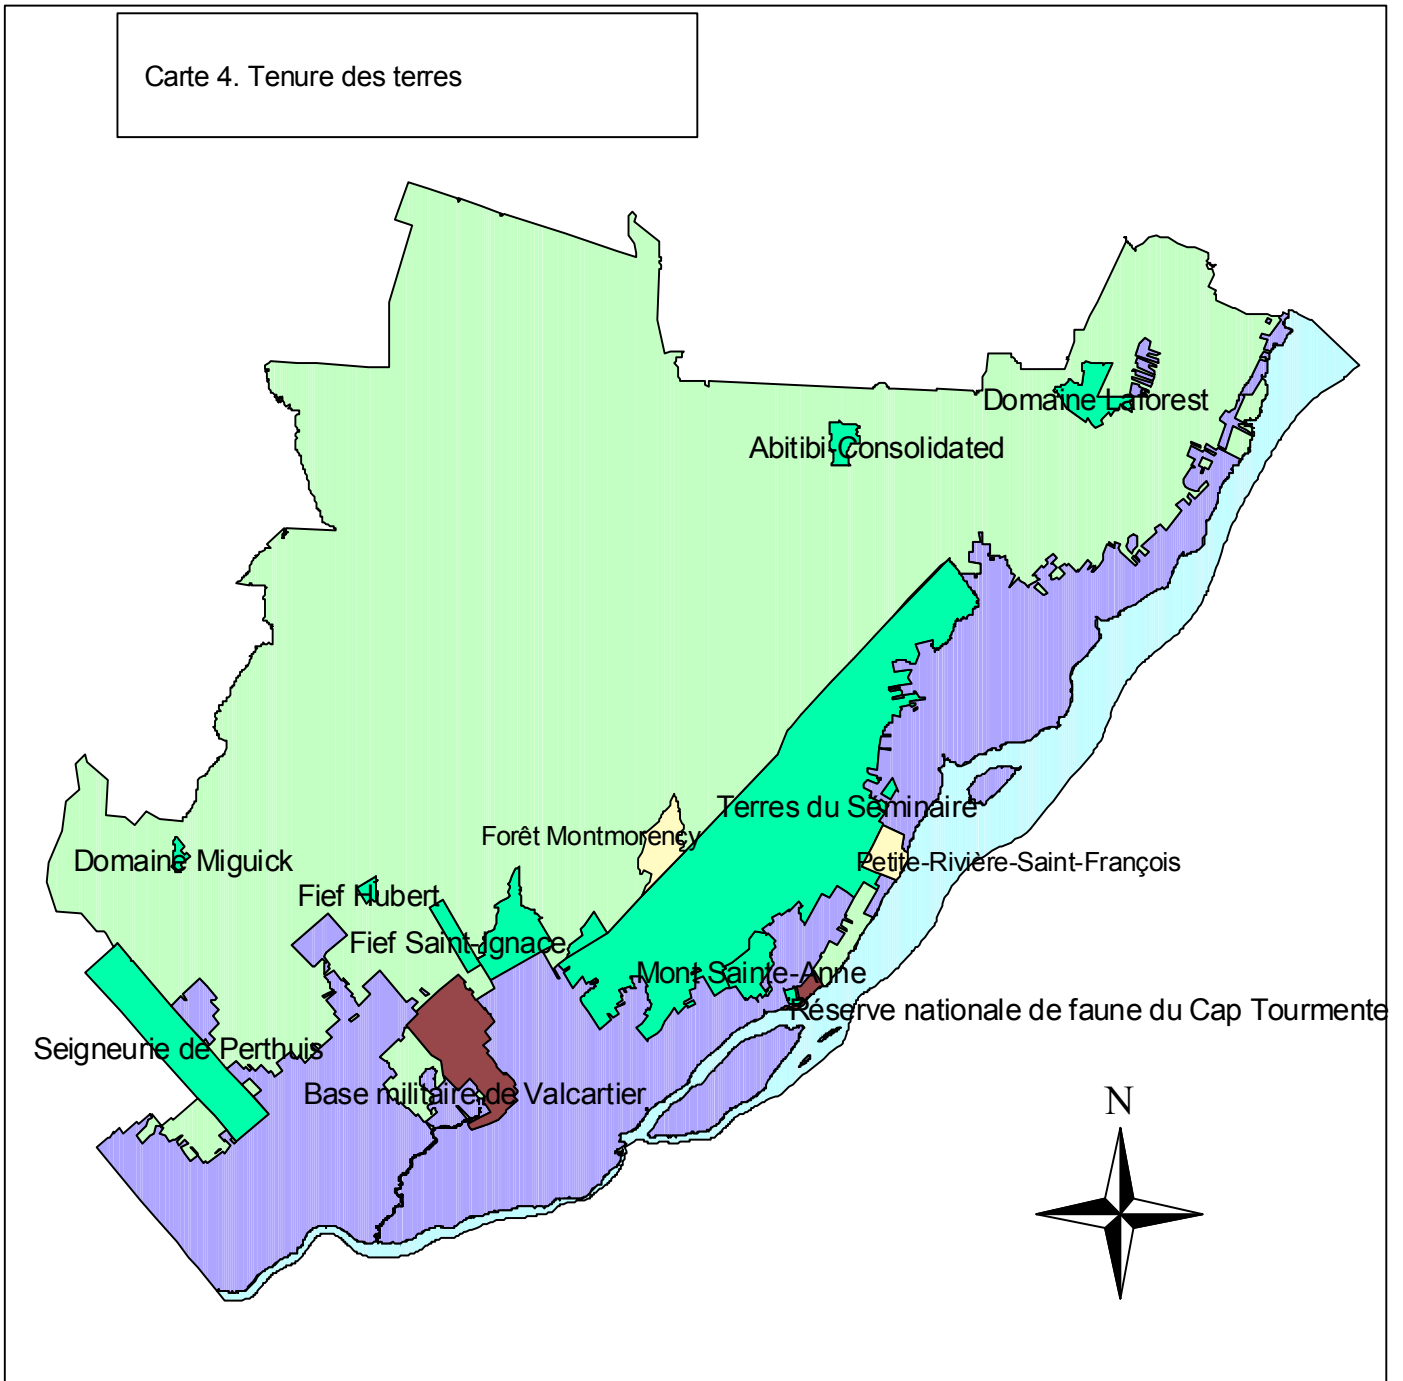 Carte 4. Tenure des terres
Domaine Laforest
Abitibi Consolidated
Terres du Séminaire
Forêt Montmorency
Domaine Miguick
Petite-Rivière-Saint-François
Fief Hubert
Fief Saint-Ignace
Mont Sainte-Anne
Réserve nationale de faune du Cap Tourmente
Seigneurie de Perthuis
Base militaire de Valcartier
N